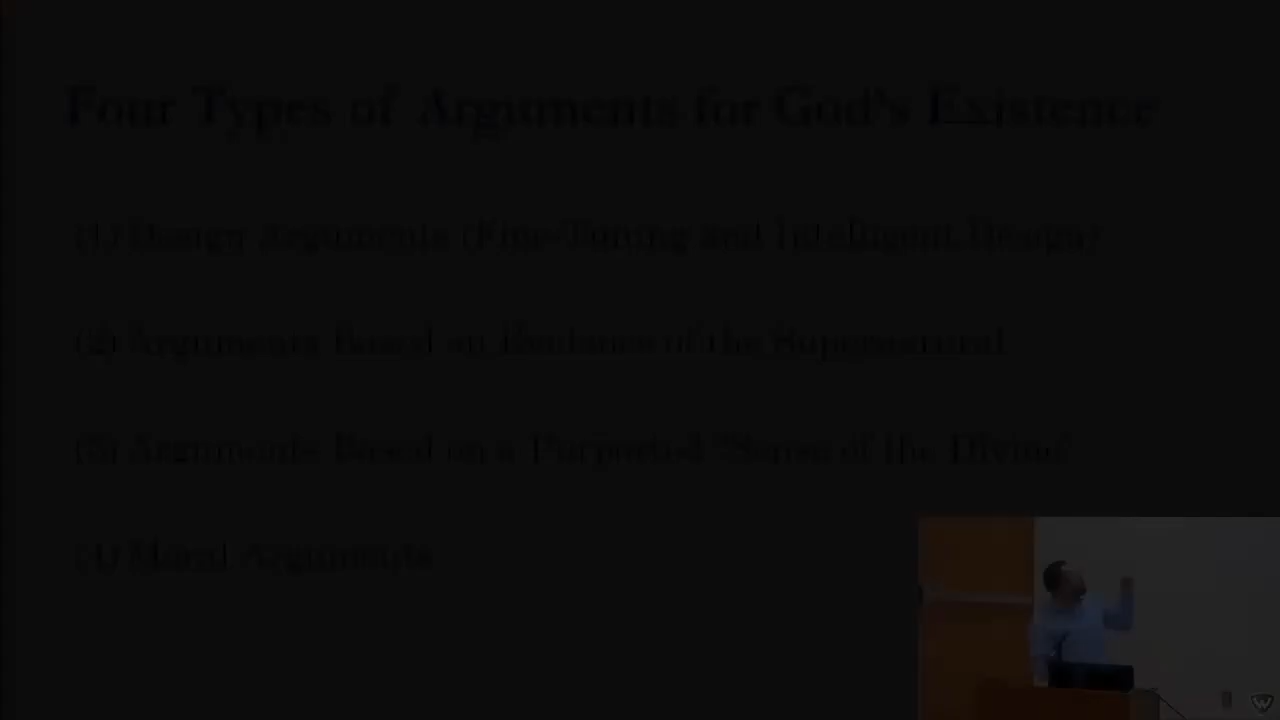 Four Types of Arguments for God's Existence
(1) Design Arguments (Fine-Tuning and Intelligent Design)
(2) Arguments Based on Evidence of the Supernatural
(3) Arguments Based on a Purported 'Sense of the Divine'
(4) Moral Arguments